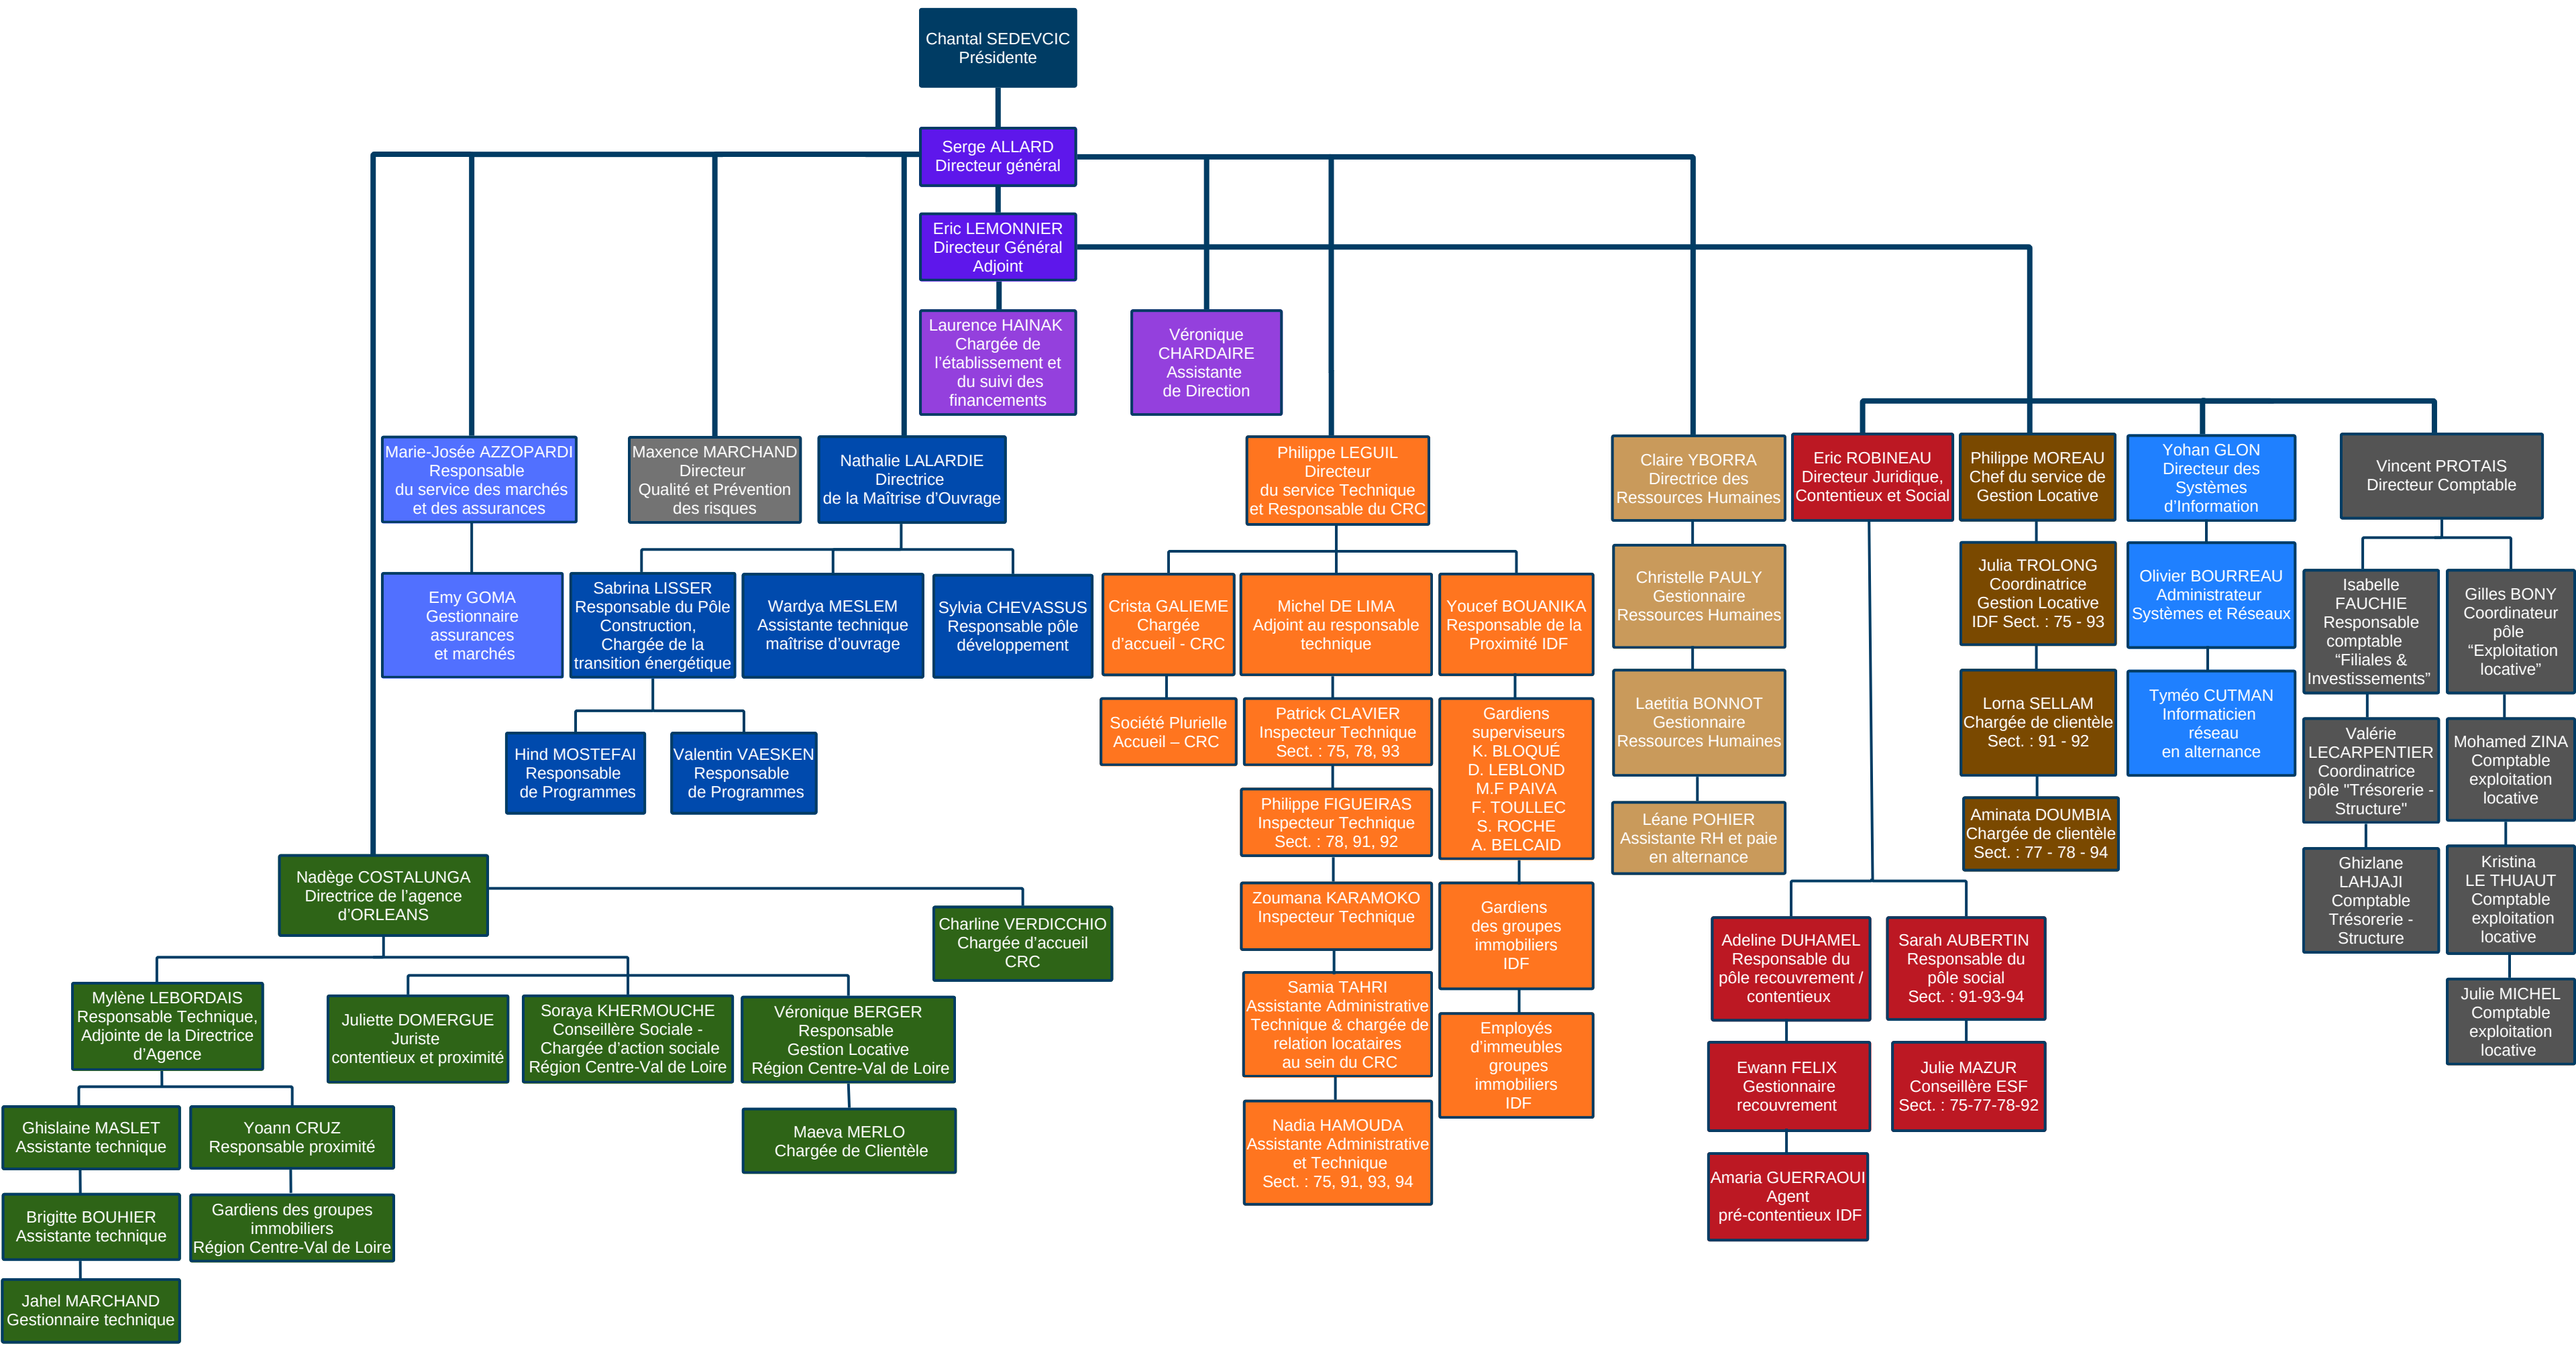 Chantal SEDEVCIC
Présidente
Serge ALLARD
Directeur général
Eric LEMONNIER
Directeur Général
Adjoint
Laurence HAINAK
Chargée de
l’établissement et
du suivi des
financements
Véronique
CHARDAIRE
Assistante
de Direction
Marie-Josée AZZOPARDI
Responsable
du service des marchés
et des assurances
Emy GOMA
Gestionnaire
assurances
et marchés
Maxence MARCHAND
Directeur
Qualité et Prévention
des risques
Nathalie LALARDIE
Directrice
de la Maîtrise d’Ouvrage
Sabrina LISSER
Responsable du Pôle
Construction,
Chargée de la
transition énergétique
Wardya MESLEM
Assistante technique
maîtrise d’ouvrage
Sylvia CHEVASSUS
Responsable pôle
développement
Hind MOSTEFAI
Responsable
de Programmes
Valentin VAESKEN
Responsable
de Programmes
Philippe LEGUIL
Directeur
du service Technique
et Responsable du CRC
Crista GALIEME
Chargée
d’accueil - CRC
Société Plurielle
Accueil – CRC
Michel DE LIMA
Adjoint au responsable
technique
Patrick CLAVIER
Inspecteur Technique
Sect. : 75, 78, 93
Philippe FIGUEIRAS
Inspecteur Technique
Sect. : 78, 91, 92
Zoumana KARAMOKO
Inspecteur Technique
Samia TAHRI
Assistante Administrative
Technique & chargée de
relation locataires
au sein du CRC
Nadia HAMOUDA
Assistante Administrative
et Technique
Sect. : 75, 91, 93, 94
Youcef BOUANIKA
Responsable de la
Proximité IDF
Gardiens
superviseurs
K. BLOQUÉ
D. LEBLOND
M.F PAIVA
F. TOULLEC
S. ROCHE
A. BELCAID
Gardiens
des groupes
immobiliers
IDF
Employés
d’immeubles
groupes
immobiliers
IDF
Claire YBORRA
Directrice des
Ressources Humaines
Christelle PAULY
Gestionnaire
Ressources Humaines
Laetitia BONNOT
Gestionnaire
Ressources Humaines
Léane POHIER
Assistante RH et paie
en alternance
Eric ROBINEAU
Directeur Juridique,
Contentieux et Social
Adeline DUHAMEL
Responsable du
pôle recouvrement /
contentieux
Ewann FELIX
Gestionnaire
recouvrement
Amaria GUERRAOUI
Agent
pré-contentieux IDF
Sarah AUBERTIN
Responsable du
pôle social
Sect. : 91-93-94
Julie MAZUR
Conseillère ESF
Sect. : 75-77-78-92
Philippe MOREAU
Chef du service de
Gestion Locative
Julia TROLONG
Coordinatrice
Gestion Locative
IDF Sect. : 75 - 93
Lorna SELLAM
Chargée de clientèle
Sect. : 91 - 92
Aminata DOUMBIA
Chargée de clientèle
Sect. : 77 - 78 - 94
Yohan GLON
Directeur des
Systèmes
d’Information
Olivier BOURREAU
Administrateur
Systèmes et Réseaux
Tyméo CUTMAN
Informaticien
réseau
en alternance
Vincent PROTAIS
Directeur Comptable
Isabelle
FAUCHIE
Responsable
comptable
“Filiales &
Investissements”
Valérie
LECARPENTIER
Coordinatrice
pôle "Trésorerie -
Structure"
Ghizlane
LAHJAJI
Comptable
Trésorerie -
Structure
Gilles BONY
Coordinateur
pôle
“Exploitation
locative”
Mohamed ZINA
Comptable
exploitation
locative
Kristina
LE THUAUT
Comptable
exploitation
locative
Julie MICHEL
Comptable
exploitation
locative
Nadège COSTALUNGA
Directrice de l’agence
d’ORLEANS
Charline VERDICCHIO
Chargée d’accueil
CRC
Mylène LEBORDAIS
Responsable Technique,
Adjointe de la Directrice
d’Agence
Juliette DOMERGUE
Juriste
contentieux et proximité
Soraya KHERMOUCHE
Conseillère Sociale -
Chargée d’action sociale
Région Centre-Val de Loire
Véronique BERGER
Responsable
Gestion Locative
Région Centre-Val de Loire
Maeva MERLO
Chargée de Clientèle
Ghislaine MASLET
Assistante technique
Yoann CRUZ
Responsable proximité
Brigitte BOUHIER
Assistante technique
Gardiens des groupes
immobiliers
Région Centre-Val de Loire
Jahel MARCHAND
Gestionnaire technique